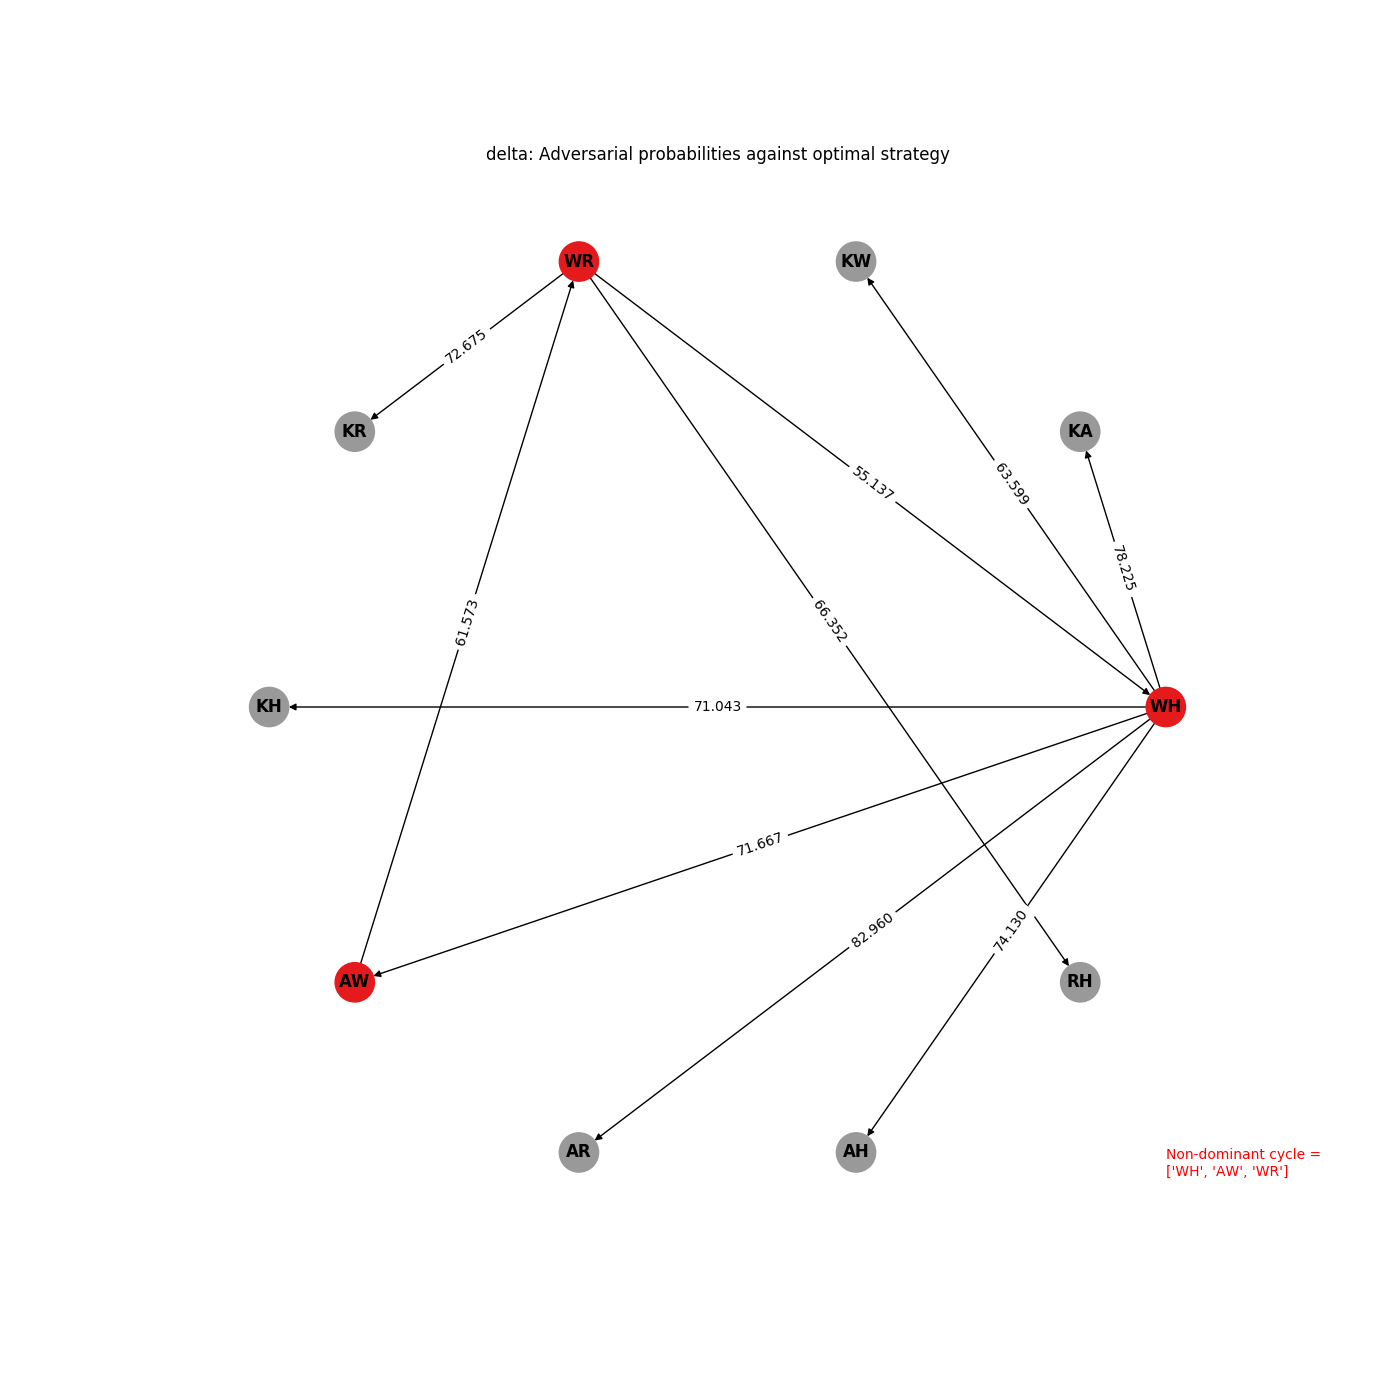 delta: Adversarial probabilities against optimal strategy
WR
KW
72.675
KR
KA
55.137
63.599
78.225
61.573
66.352
KH
71.043
WH
71.667
82.960
74.130
AW
RH
AR
AH
Non-dominant cycle =
['WH', 'AW', 'WR']